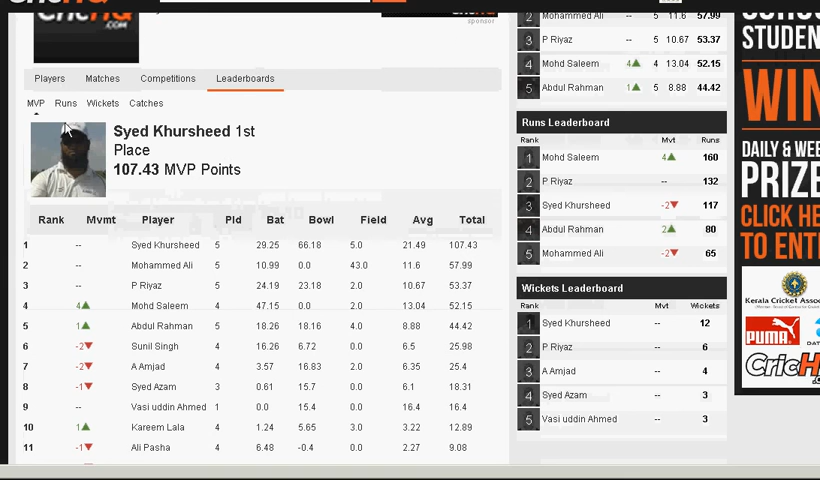 CricHQ
.COM
sponsor
Players Matches Competitions Leaderboards
MVP Runs Wickets Catches
Syed Khursheed 1st
Place
107.43 MVP Points
Rank Mvmt Player Pld Bat Bowl Field Avg Total
1 -- Syed Khursheed 5 29.25 66.18 5.0 21.49 107.43
2 -- Mohammed Ali 5 10.99 0.0 43.0 11.6 57.99
3 -- P Riyaz 5 24.19 23.18 2.0 10.67 53.37
4 4▲ Mohd Saleem 4 47.15 0.0 2.0 13.04 52.15
5 1▲ Abdul Rahman 5 18.26 18.16 4.0 8.88 44.42
6 -2▼ Sunil Singh 4 16.26 6.72 0.0 6.5 25.98
7 -2▼ A Amjad 4 3.57 16.83 2.0 6.35 25.4
8 -1▼ Syed Azam 3 0.61 15.7 0.0 6.1 18.31
9 -- Vasi uddin Ahmed 1 0.0 15.4 0.0 16.4 16.4
10 1▲ Kareem Lala 4 1.24 5.65 3.0 3.22 12.89
11 -1▼ Ali Pasha 4 6.48 -0.4 0.0 2.27 9.08
2 Mohammed Ali -- 5 11.6 57.99
3 P Riyaz -- 5 10.67 53.37
4 Mohd Saleem 4▲ 4 13.04 52.15
5 Abdul Rahman 1▲ 5 8.88 44.42
Runs Leaderboard
Rank Mvt Runs
1 Mohd Saleem 4▲ 160
2 P Riyaz -- 132
3 Syed Khursheed -2▼ 117
4 Abdul Rahman 2▲ 80
5 Mohammed Ali -2▼ 65
Wickets Leaderboard
Rank Mvt Wickets
1 Syed Khursheed -- 12
2 P Riyaz -- 6
3 A Amjad -- 4
4 Syed Azam -- 3
5 Vasi uddin Ahmed -- 3
STUDEN
WIN
DAILY & WEE
PRIZE
CLICK HE
TO ENT
Kerala Cricket Assoc
PUMA
DAT
CricH